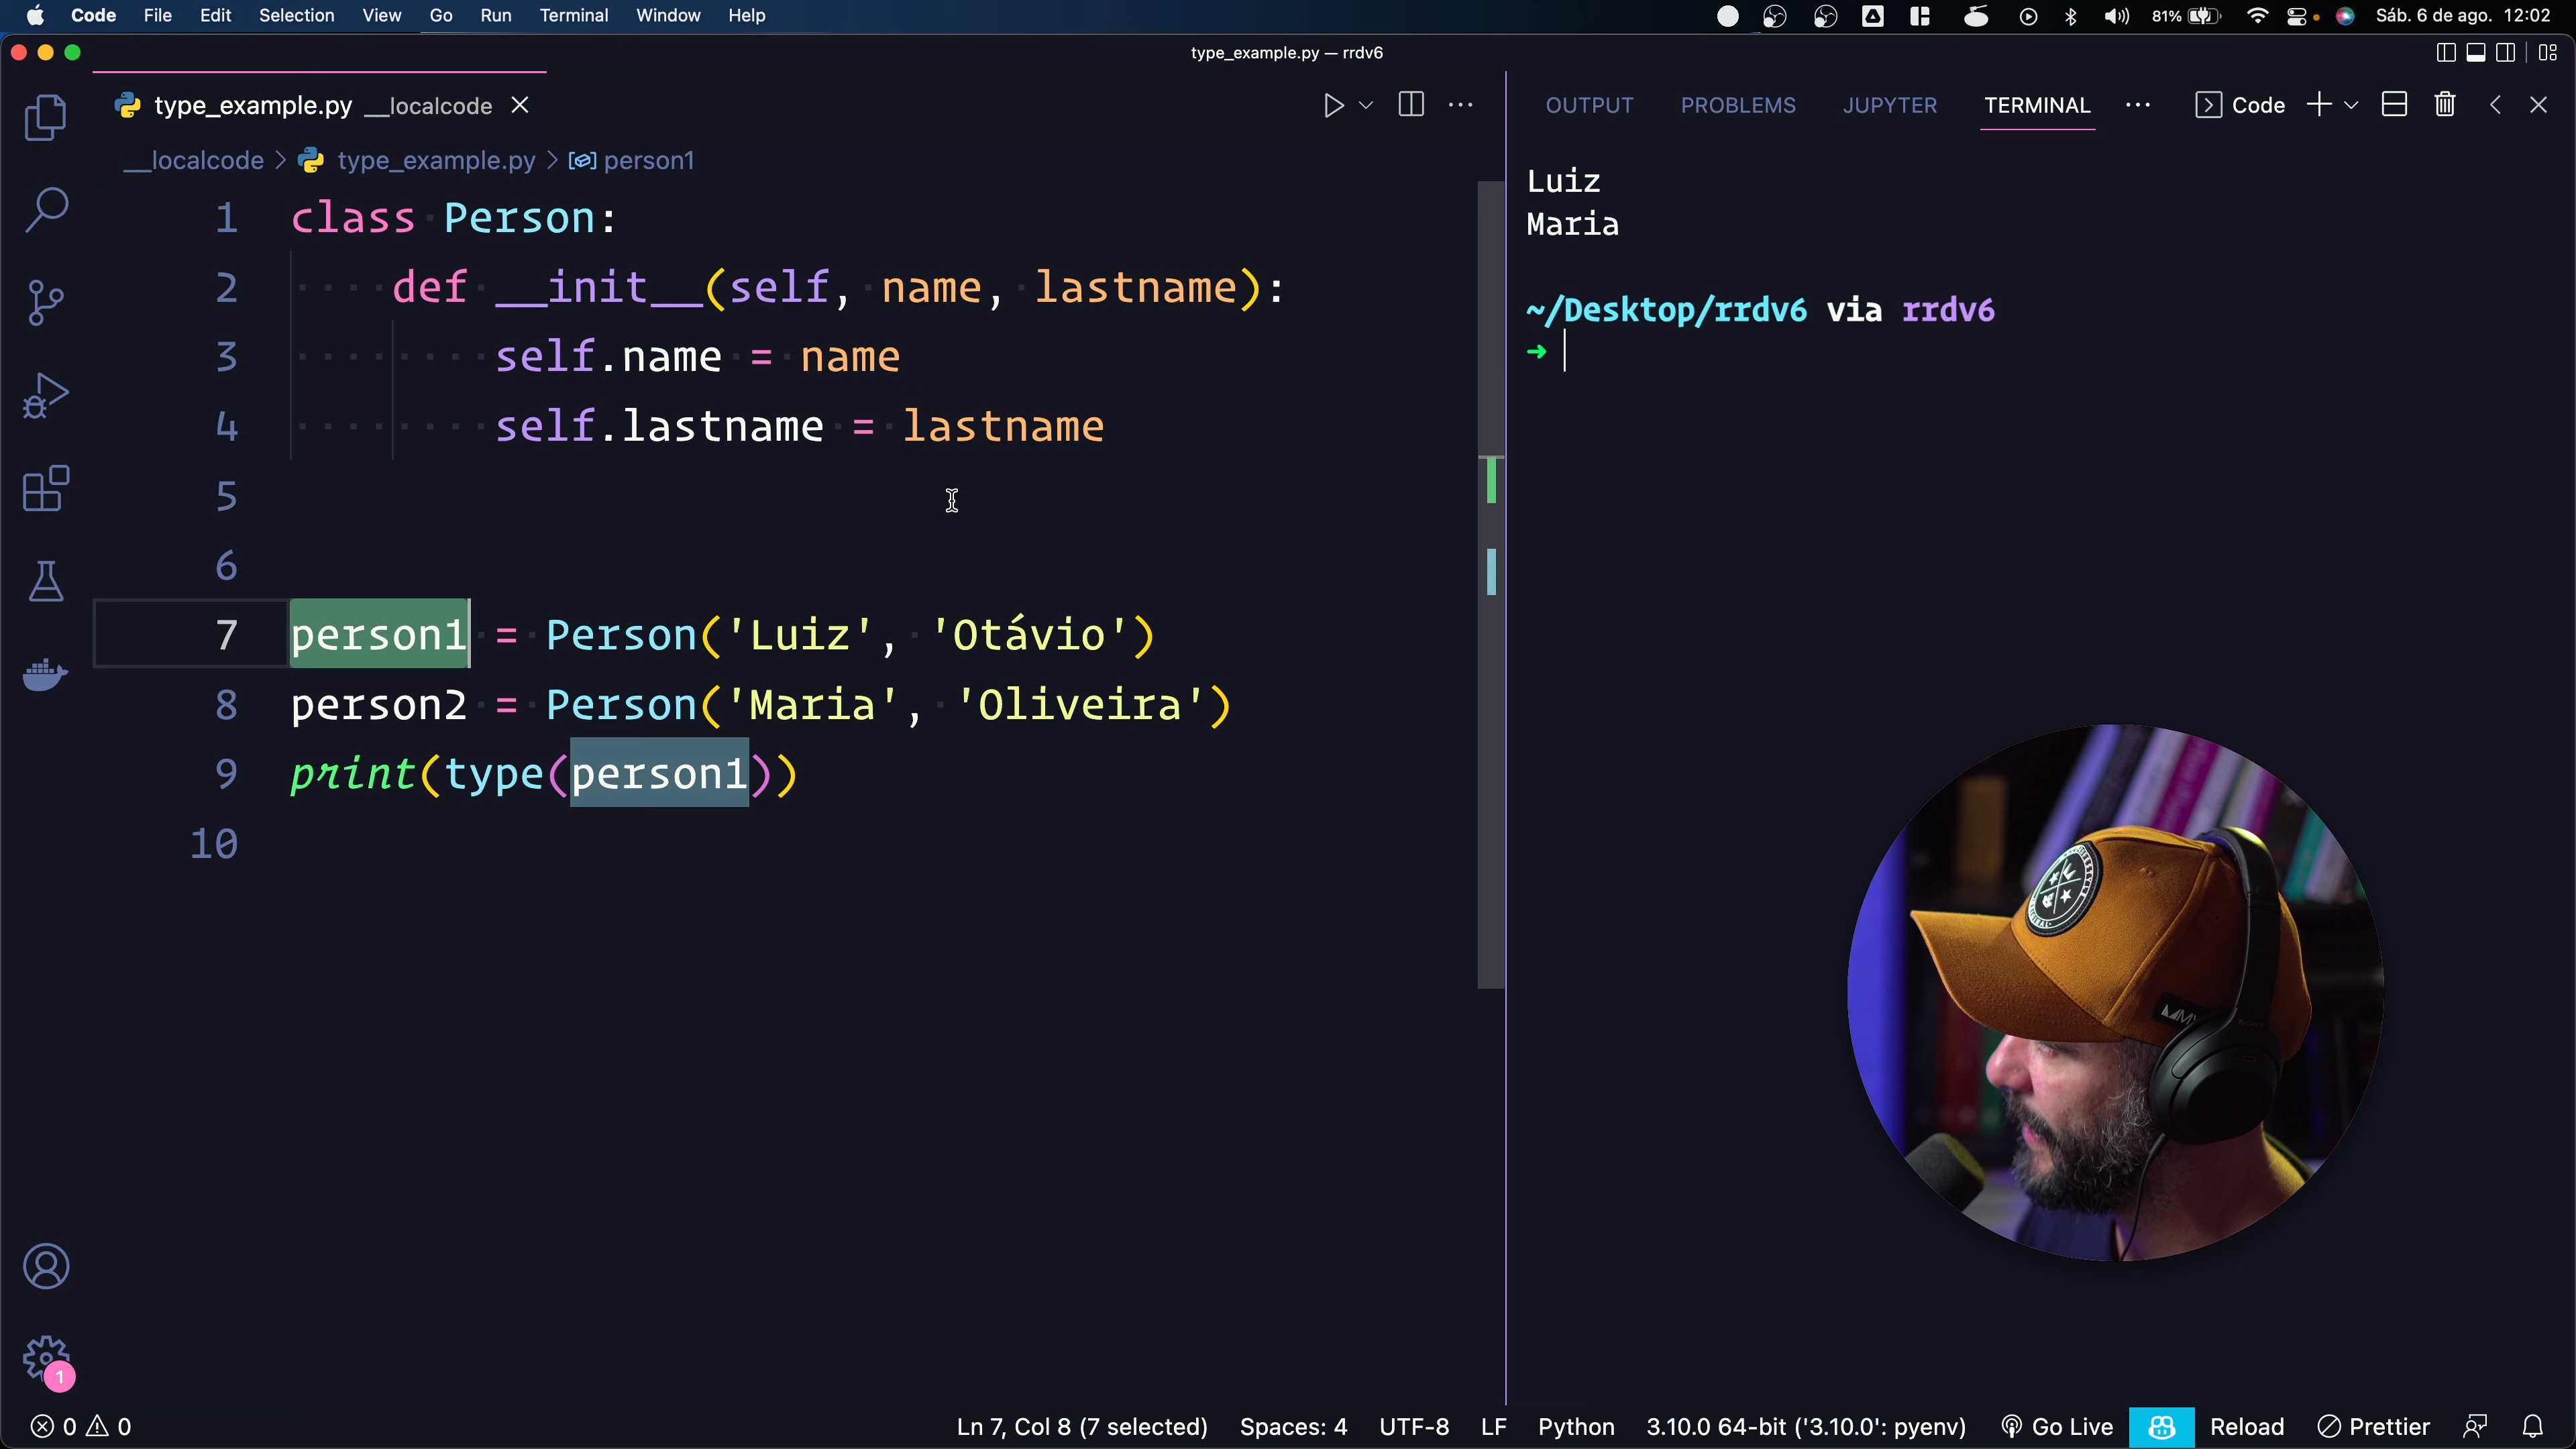 Code File Edit Selection View Go Run Terminal Window Help 81% Sáb. 6 de ago. 12:02
type_example.py — rrdv6
type_example.py __localcode
OUTPUT PROBLEMS JUPYTER TERMINAL Code
__localcode > type_example.py > person1
1 class Person:
2 def __init__(self, name, lastname):
3 self.name = name
4 self.lastname = lastname
5
6
7 person1 = Person('Luiz', 'Otávio')
8 person2 = Person('Maria', 'Oliveira')
9 print(type(person1))
10
Luiz
Maria
~/Desktop/rrdv6 via rrdv6
➜
1
0 0 Ln 7, Col 8 (7 selected) Spaces: 4 UTF-8 LF Python 3.10.0 64-bit ('3.10.0': pyenv) Go Live Reload Prettier